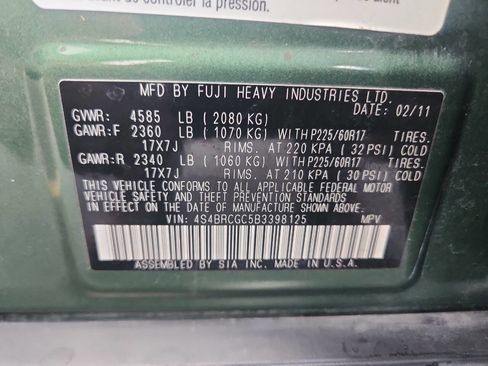 de contrôler la pression.
MFD BY FUJI HEAVY INDUSTRIES LTD.
GVWR: 4585 LB (2080 KG) DATE: 02/11
GAWR:F 2360 LB (1070 KG) WITH P225/60R17 TIRES.
17X7J RIMS. AT 220 KPA (32 PSI) COLD
GAWR:R 2340 LB (1060 KG) WITH P225/60R17 TIRES.
17X7J RIMS. AT 210 KPA (30 PSI) COLD
THIS VEHICLE CONFORMS TO ALL APPLICABLE FEDERAL MOTOR
VEHICLE SAFETY AND THEFT PREVENTION STANDARDS
IN EFFECT ON THE DATE OF MANUFACTURE SHOWN ABOVE.
VIN: 4S4BRCGC5B3398125 MPV
ASSEMBLED BY SIA INC. MADE IN U.S.A.